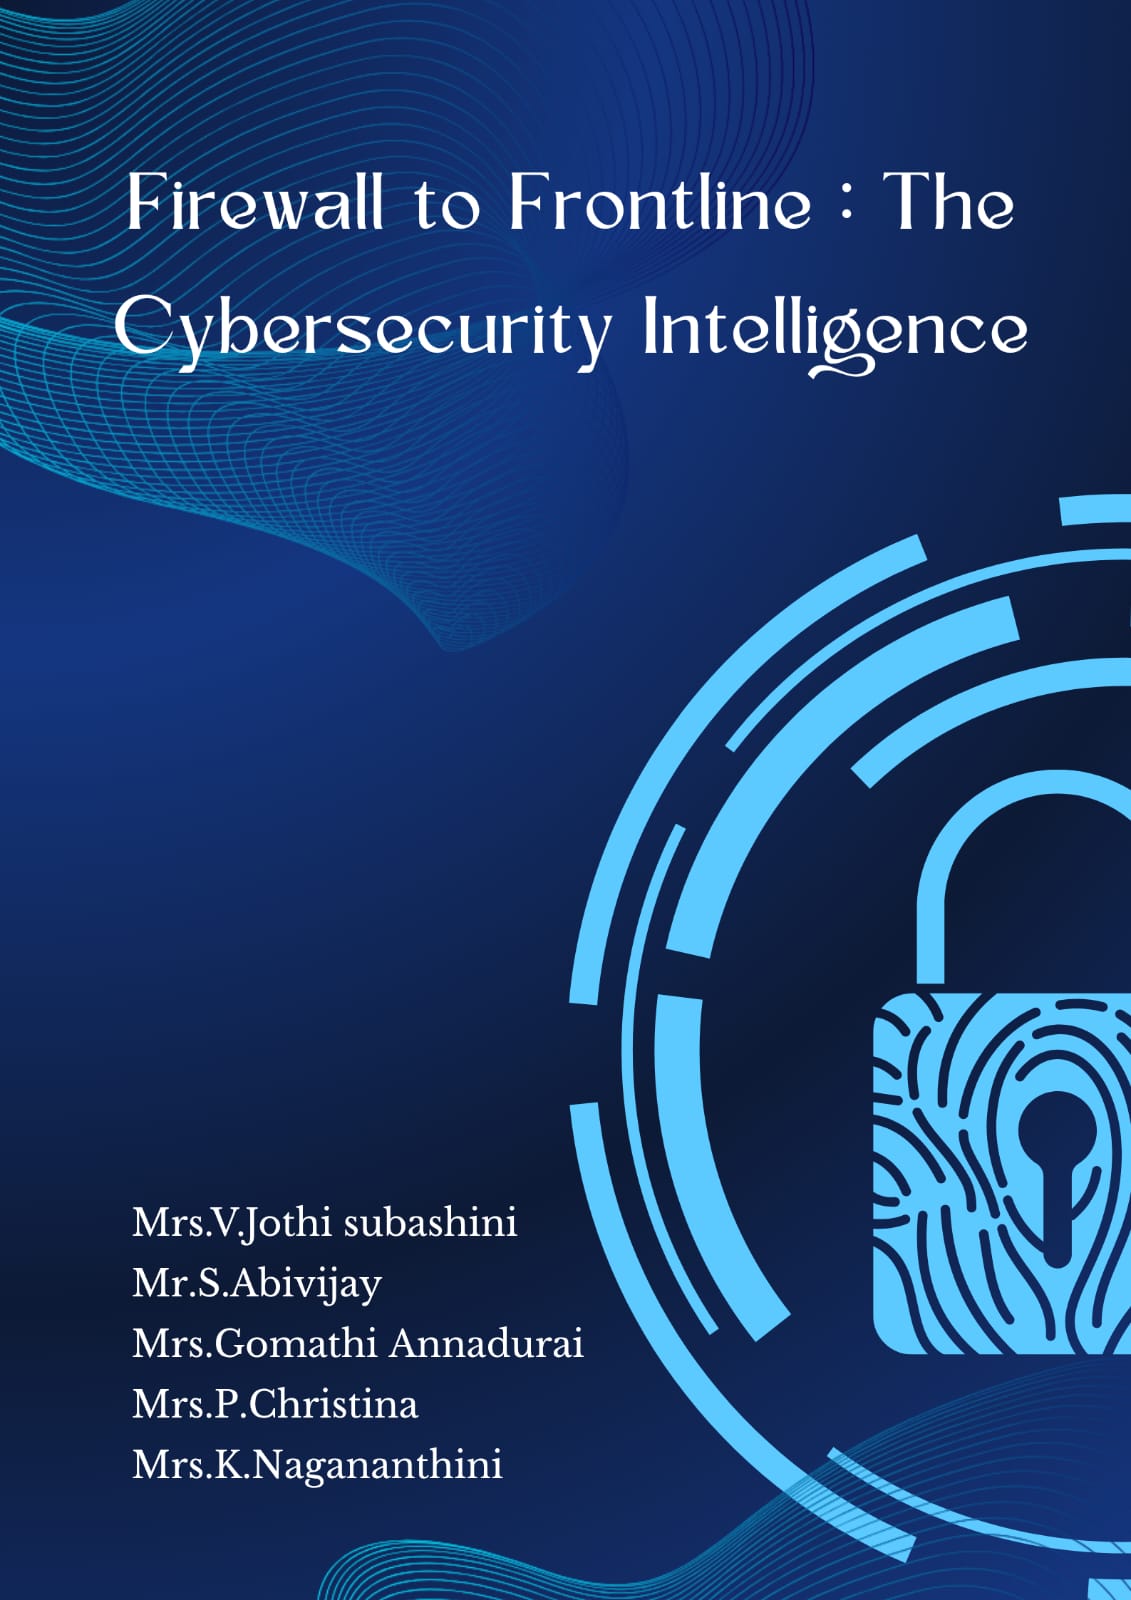 Firewall to Frontline : The
Cybersecurity Intelligence
Mrs.V.Jothi subashini
Mr.S.Abivijay
Mrs.Gomathi Annadurai
Mrs.P.Christina
Mrs.K.Nagananthini